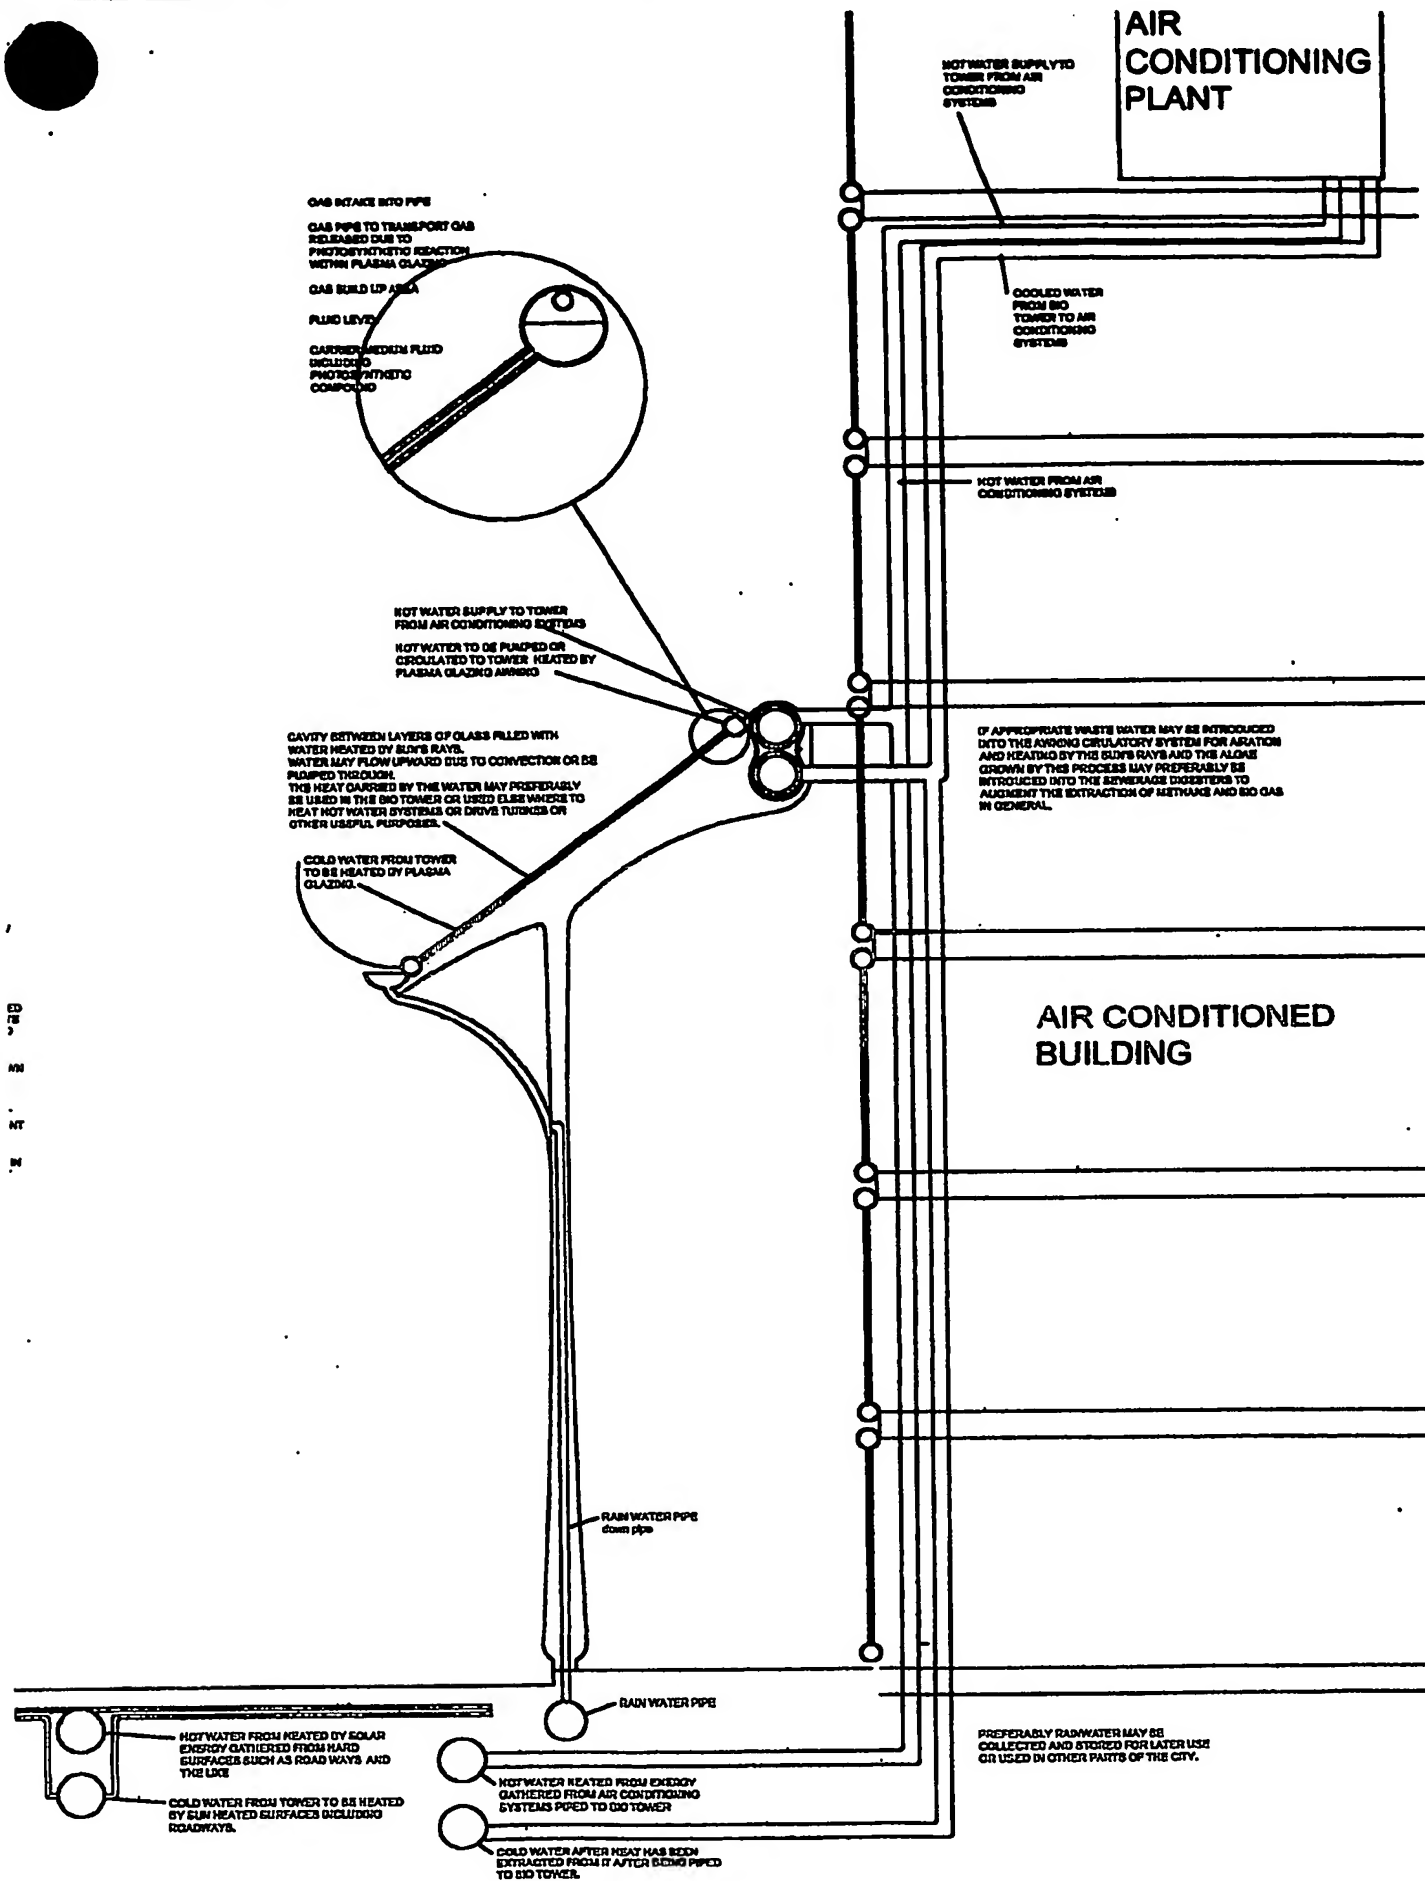 AIR
CONDITIONING
PLANT
HOT WATER SUPPLY TO
TOWER FROM AIR
CONDITIONING
SYSTEMS
GAS INTAKE INTO PIPE
GAS PIPE TO TRANSPORT GAS
RELEASED DUE TO
PHOTOSYNTHETIC REACTION
WITHIN PLASMA GLAZING
GAS BUILD UP AREA
FLUID LEVEL
CARRIER MEDIUM FLUID
INCLUDING
PHOTOSYNTHETIC
COMPOUND
COOLED WATER
FROM BIO
TOWER TO AIR
CONDITIONING
SYSTEMS
HOT WATER FROM AIR
CONDITIONING SYSTEMS
HOT WATER SUPPLY TO TOWER
FROM AIR CONDITIONING SYSTEMS
HOT WATER TO BE PUMPED OR
CIRCULATED TO TOWER HEATED BY
PLASMA GLAZING AWNING
CAVITY BETWEEN LAYERS OF GLASS FILLED WITH
WATER HEATED BY SUN'S RAYS.
WATER MAY FLOW UPWARD DUE TO CONVECTION OR BE
PUMPED THROUGH.
THE HEAT CARRIED BY THE WATER MAY PREFERABLY
BE USED IN THE BIO TOWER OR USED ELSE WHERE TO
HEAT HOT WATER SYSTEMS OR DRIVE TURINES OR
OTHER USEFUL PURPOSES.
IF APPROPRIATE WASTE WATER MAY BE INTRODUCED
INTO THE AWNING CIRULATORY SYSTEM FOR AIRATION
AND HEATING BY THE SUN'S RAYS AND THE ALGAE
GROWN BY THIS PROCESS MAY PREFERABLY BE
INTRODUCED INTO THE SEWERAGE DIGESTERS TO
AUGMENT THE EXTRACTION OF METHANE AND BIO GAS
IN GENERAL.
COLD WATER FROM TOWER
TO BE HEATED BY PLASMA
GLAZING.
ED
AIR CONDITIONED
BUILDING
NT
RAIN WATER PIPE
down pipe
RAIN WATER PIPE
HOT WATER FROM HEATED BY SOLAR
ENERGY GATHERED FROM HARD
SURFACES SUCH AS ROAD WAYS AND
THE LIKE
COLD WATER FROM TOWER TO BE HEATED
BY SUN HEATED SURFACES INCLUDING
ROADWAYS.
HOT WATER HEATED FROM ENERGY
GATHERED FROM AIR CONDITIONING
SYSTEMS PIPED TO BIO TOWER
COLD WATER AFTER HEAT HAS BEEN
EXTRACTED FROM IT AFTER BEING PIPED
TO BIO TOWER.
PREFERABLY RAINWATER MAY BE
COLLECTED AND STORED FOR LATER USE
OR USED IN OTHER PARTS OF THE CITY.